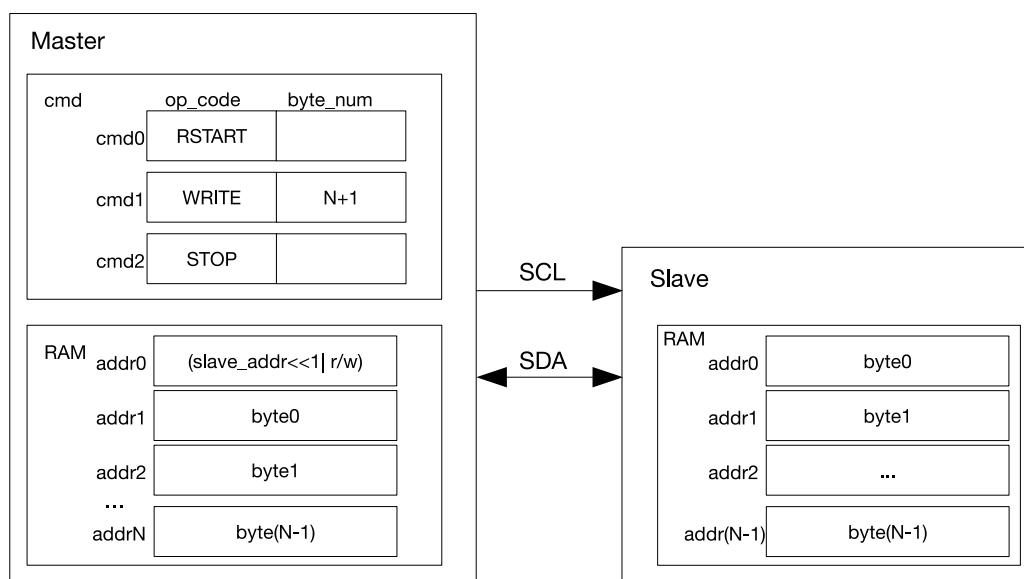 Master
cmd op_code byte_num
cmd0 RSTART
cmd1 WRITE N+1
cmd2 STOP
RAM
addr0 (slave_addr<<1| r/w)
addr1 byte0
addr2 byte1
...
addrN byte(N-1)
SCL
SDA
Slave
RAM
addr0 byte0
addr1 byte1
addr2 ...
addr(N-1) byte(N-1)